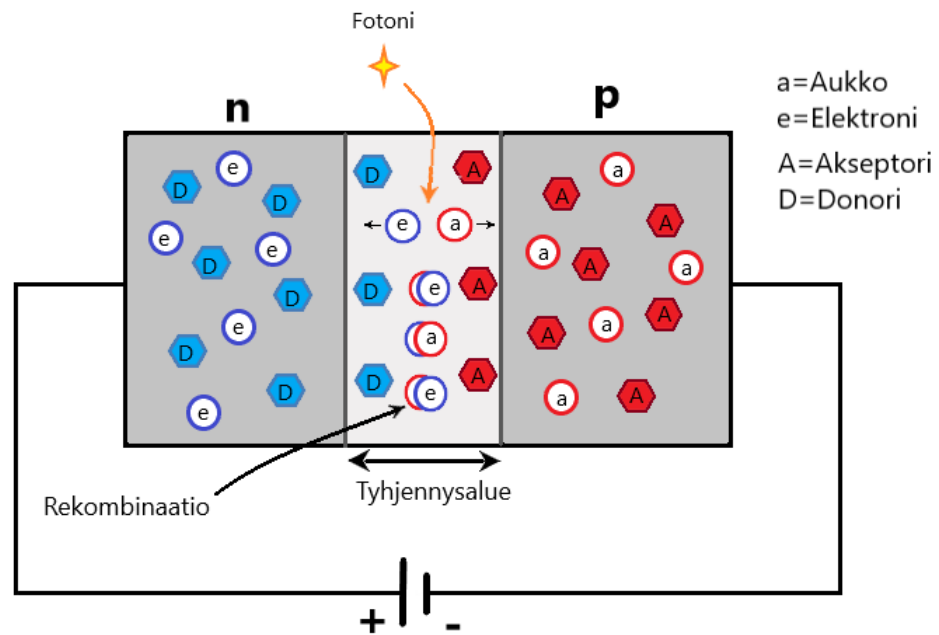 Fotoni
n
p
a=Aukko
e=Elektroni
A=Akseptori
D=Donori
D
e
D
e
D
e
D
e
D
D
e
D
A
e
a
D
e
A
a
e
D
A
a
A
A
a
A
a
A
a
A
a
A
Rekombinaatio
Tyhjennysalue
+
-